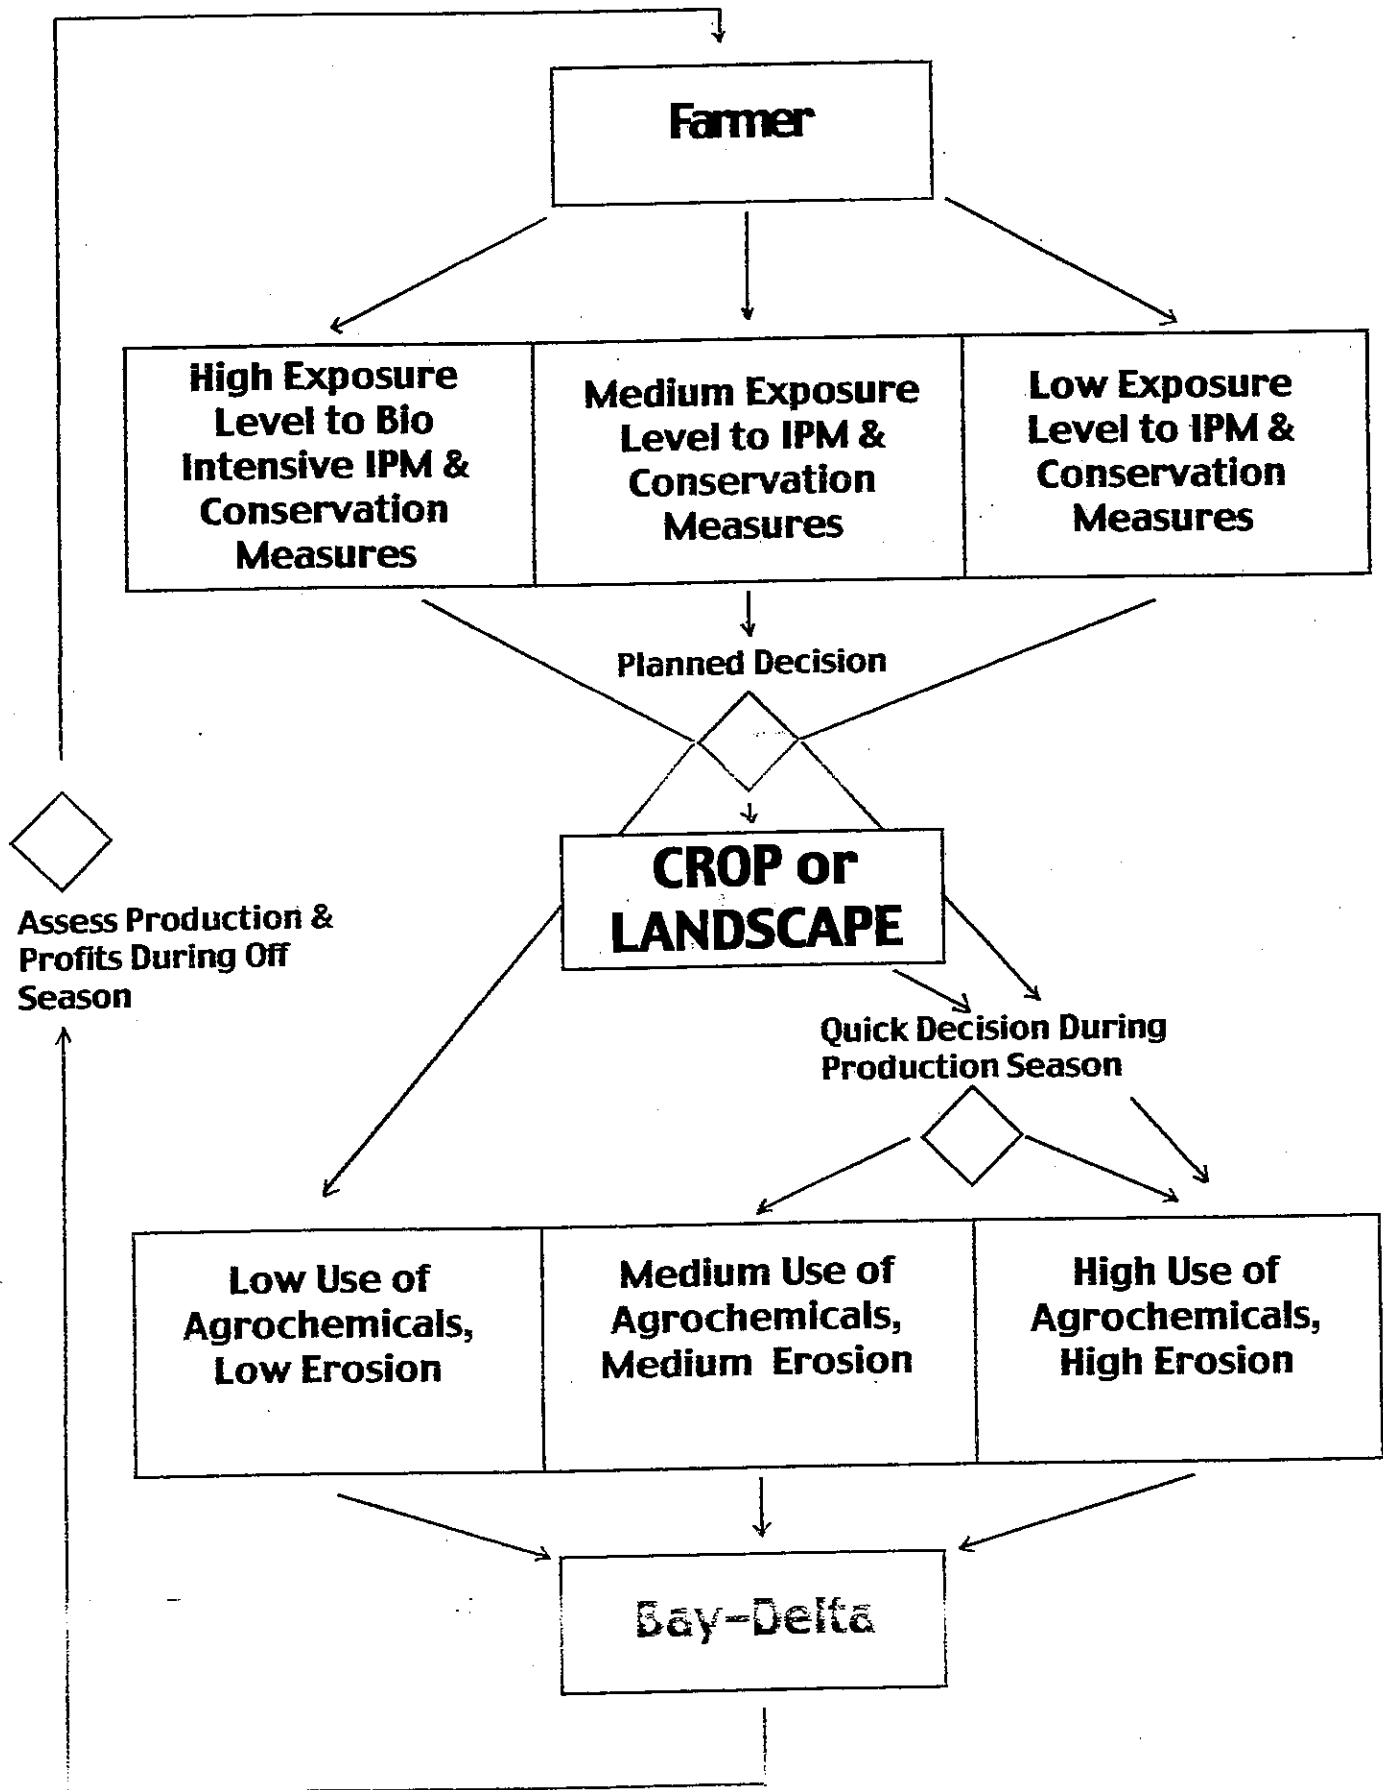 Farmer
High Exposure
Level to Bio
Intensive IPM &
Conservation
Measures
Medium Exposure
Level to IPM &
Conservation
Measures
Low Exposure
Level to IPM &
Conservation
Measures
Planned Decision
CROP or
LANDSCAPE
Assess Production &
Profits During Off
Season
Quick Decision During
Production Season
Low Use of
Agrochemicals,
Low Erosion
Medium Use of
Agrochemicals,
Medium Erosion
High Use of
Agrochemicals,
High Erosion
Bay-Delta